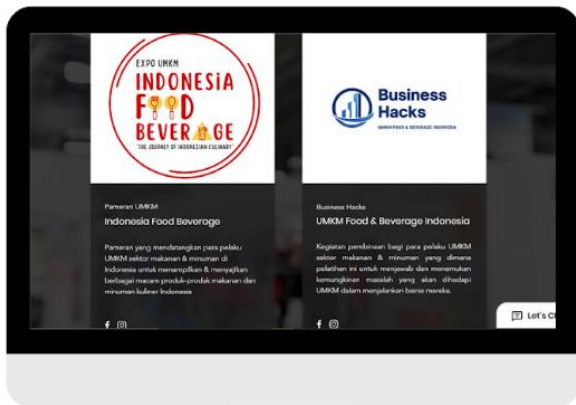 EXPO UMKM
INDONESIA
FOOD
BEVERAGE
"THE JOURNEY OF INDONESIAN CULINARY"
Business
Hacks
UMKM FOOD & BEVERAGE INDONESIA
Pameran UMKM
Indonesia Food Beverage
Pameran yang mendatangkan para pelaku
UMKM sektor makanan & minuman di
Indonesia untuk menampilkan & menyajikan
berbagai macam produk-produk makanan dan
minuman kuliner Indonesia
Business Hacks
UMKM Food & Beverage Indonesia
Kegiatan pembinaan bagi para pelaku UMKM
sektor makanan & minuman yang dimana
pelatihan ini untuk menjawab dan menemukan
kemungkinan masalah yang akan dihadapi
UMKM dalam menjalankan bisnis mereka.
Let's C